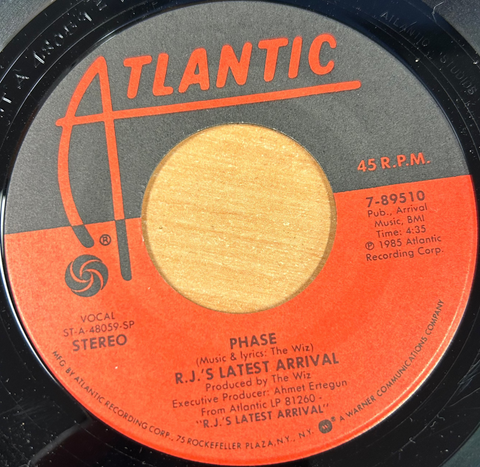 ATLANTIC
®
45 R.P.M.
7-89510
Pub., Arrival
Music, BMI
Time: 4:35
℗ 1985 Atlantic
Recording Corp.
VOCAL
ST-A-48059-SP
STEREO
PHASE
(Music & lyrics: The Wiz)
R.J.'S LATEST ARRIVAL
Produced by The Wiz
Executive Producer: Ahmet Ertegun
From Atlantic LP 81260 -
"R.J.'S LATEST ARRIVAL"
MFG. BY ATLANTIC RECORDING CORP., 75 ROCKEFELLER PLAZA, N.Y., N.Y. A WARNER COMMUNICATIONS COMPANY